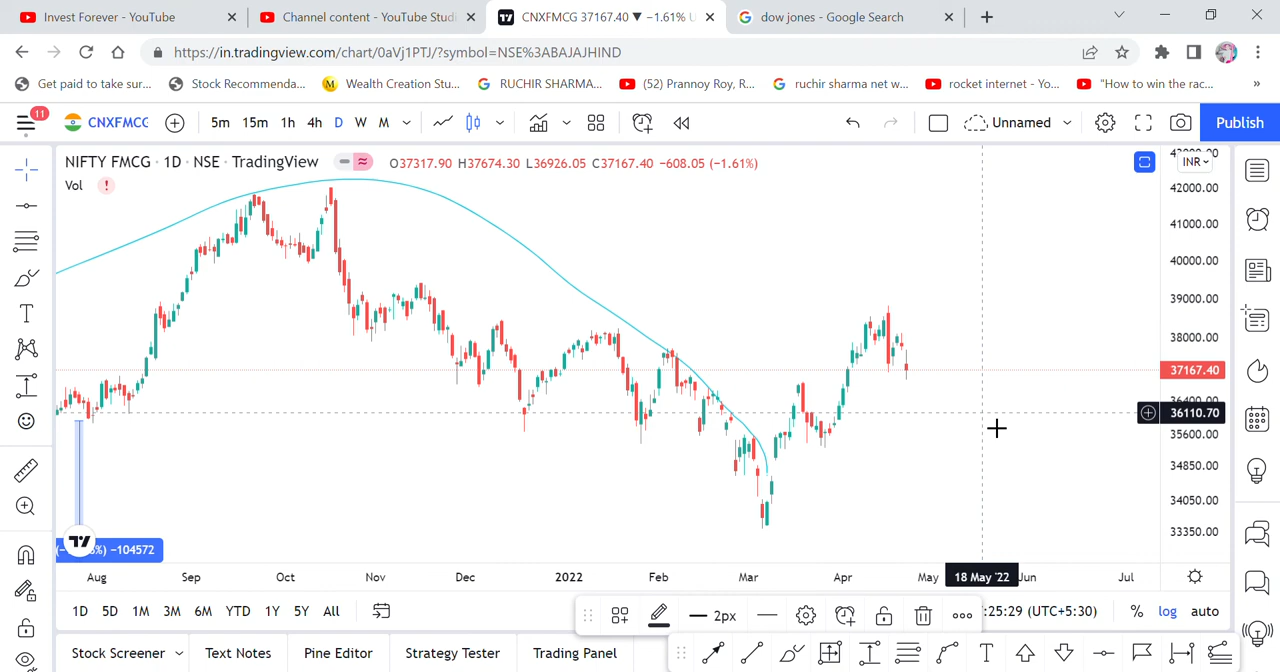 Invest Forever - YouTube
Channel content - YouTube Studi
CNXFMCG 37167.40 ▼ −1.61% U
dow jones - Google Search
https://in.tradingview.com/chart/0aVj1PTJ/?symbol=NSE%3ABAJAJHIND
Get paid to take sur...
Stock Recommenda...
Wealth Creation Stu...
RUCHIR SHARMA...
(52) Prannoy Roy, R...
ruchir sharma net w...
rocket internet - Yo...
"How to win the rac...
»
11
CNXFMCG
5m 15m 1h 4h D W M
Unnamed
Publish
NIFTY FMCG · 1D · NSE · TradingView
O37317.90 H37674.30 L36926.05 C37167.40 −608.05 (−1.61%)
Vol
INR
42000.00
41000.00
40000.00
39000.00
38000.00
37167.40
36110.70
35600.00
34850.00
34050.00
33350.00
−104572
Aug Sep Oct Nov Dec 2022 Feb Mar Apr May 18 May '22 Jun Jul
1D 5D 1M 3M 6M YTD 1Y 5Y All
2px
:25:29 (UTC+5:30)
% log auto
Stock Screener
Text Notes
Pine Editor
Strategy Tester
Trading Panel